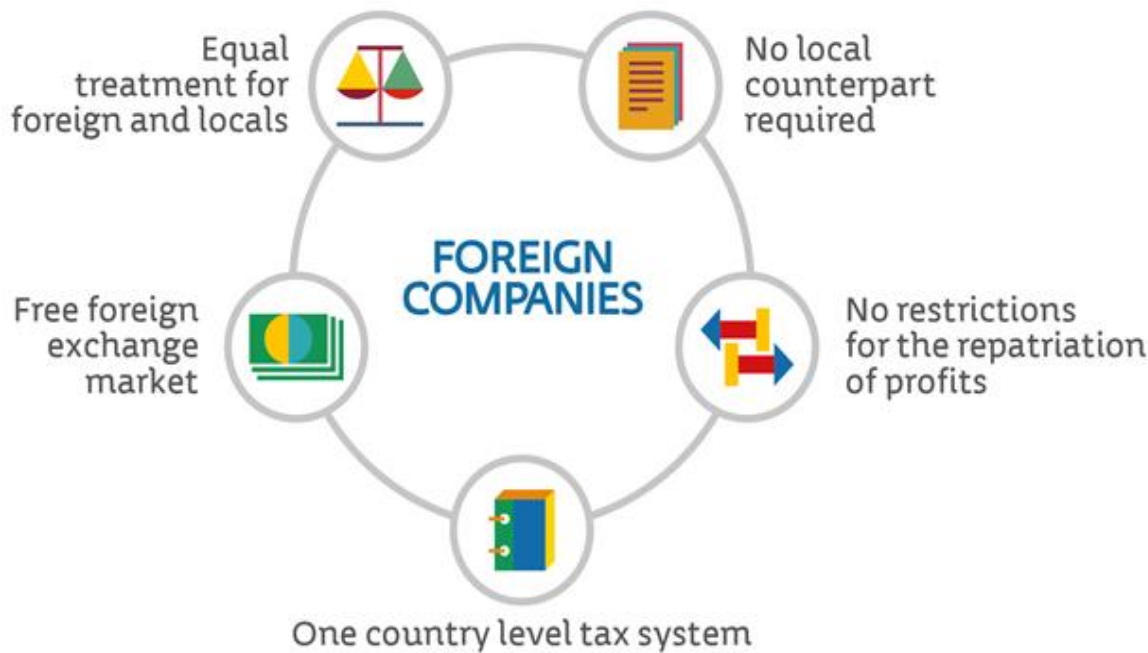 Equal
treatment for
foreign and locals
No local
counterpart
required
FOREIGN
COMPANIES
Free foreign
exchange
market
No restrictions
for the repatriation
of profits
One country level tax system